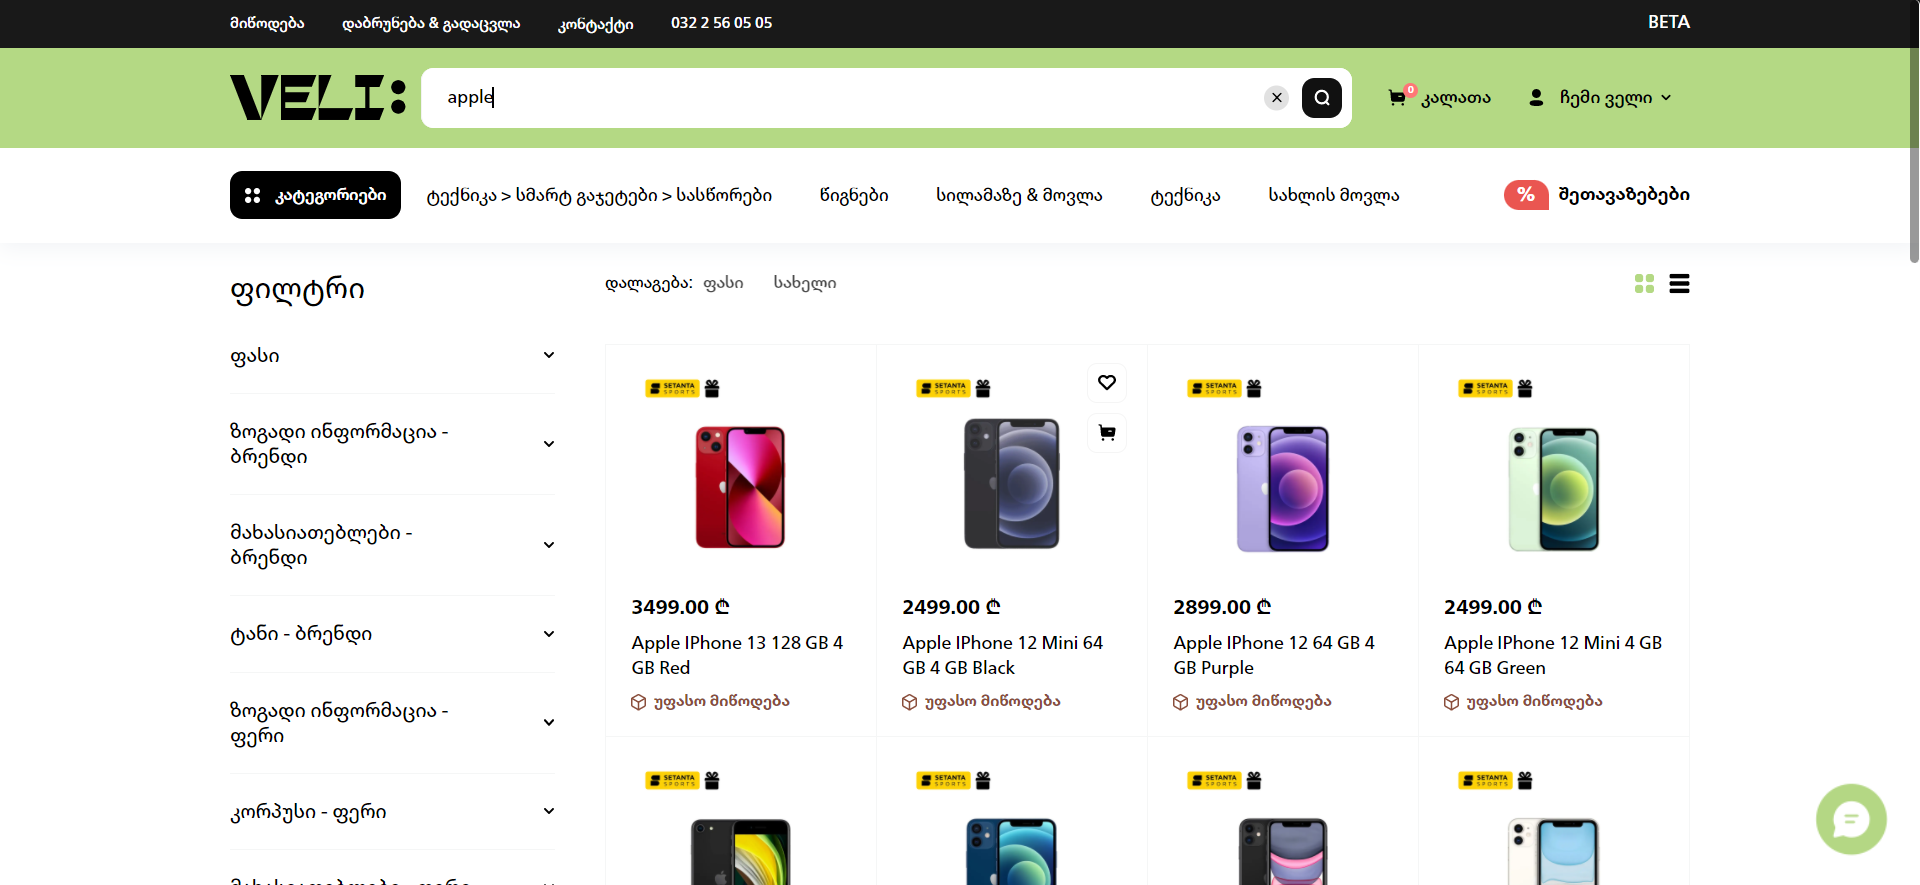 მიწოდება დაბრუნება & გადაცვლა კონტაქტი 032 2 56 05 05 BETA
VELI:
apple
0 კალათა ჩემი ველი
კატეგორიები ტექნიკა > სმარტ გაჯეტები > სასწორები წიგნები სილამაზე & მოვლა ტექნიკა სახლის მოვლა % შეთავაზებები
ფილტრი
დალაგება: ფასი სახელი
ფასი
ზოგადი ინფორმაცია -
ბრენდი
მახასიათებლები -
ბრენდი
ტანი - ბრენდი
ზოგადი ინფორმაცია -
ფერი
კორპუსი - ფერი
მახასიათებლები - ფერი
SETANTA
SPORTS
3499.00 ₾
Apple IPhone 13 128 GB 4
GB Red
უფასო მიწოდება
SETANTA
SPORTS
2499.00 ₾
Apple IPhone 12 Mini 64
GB 4 GB Black
უფასო მიწოდება
SETANTA
SPORTS
2899.00 ₾
Apple IPhone 12 64 GB 4
GB Purple
უფასო მიწოდება
SETANTA
SPORTS
2499.00 ₾
Apple IPhone 12 Mini 4 GB
64 GB Green
უფასო მიწოდება
SETANTA
SPORTS
SETANTA
SPORTS
SETANTA
SPORTS
SETANTA
SPORTS